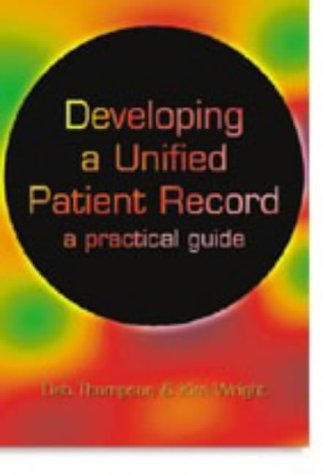 Developing
a Unified
Patient Record
a practical guide
Deb Thompson & Kim Wright